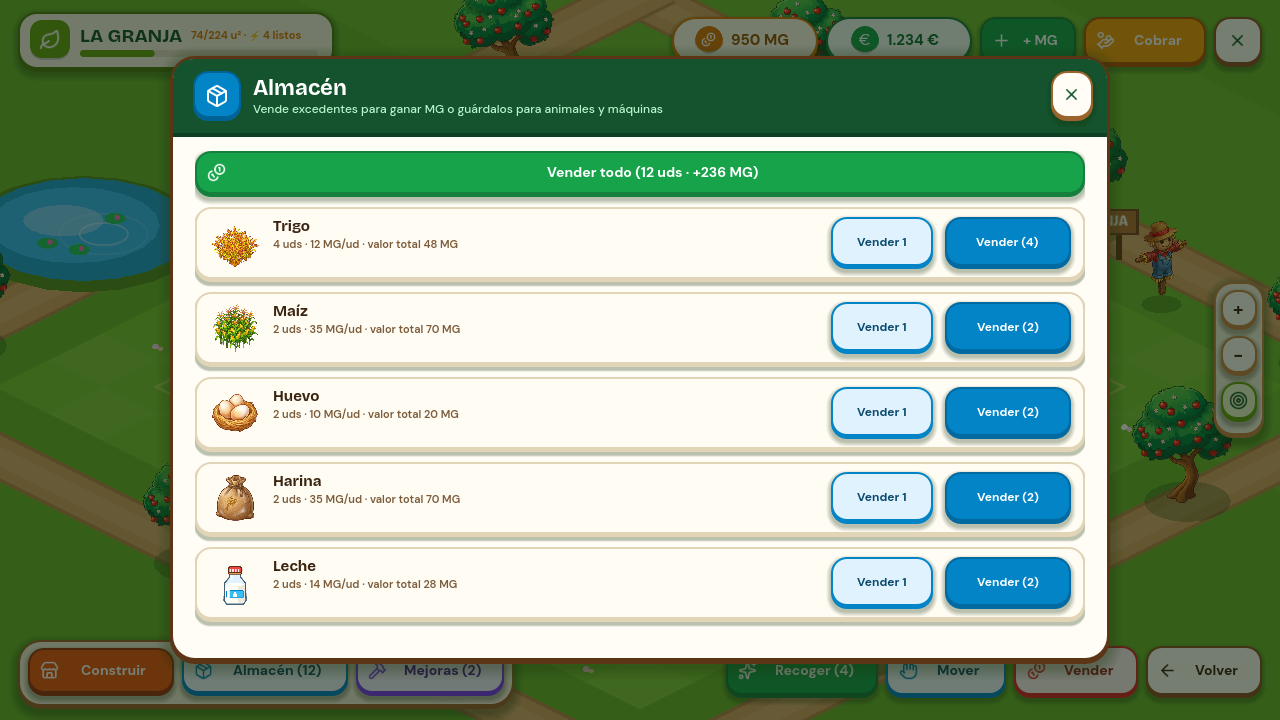 LA GRANJA 74/224 u² · ⚡ 4 listos
950 MG
1.234 €
+ MG
Cobrar
Almacén
Vende excedentes para ganar MG o guárdalos para animales y máquinas
Vender todo (12 uds · +236 MG)
Trigo
4 uds · 12 MG/ud · valor total 48 MG
Vender 1
Vender (4)
Maíz
2 uds · 35 MG/ud · valor total 70 MG
Vender 1
Vender (2)
Huevo
2 uds · 10 MG/ud · valor total 20 MG
Vender 1
Vender (2)
Harina
2 uds · 35 MG/ud · valor total 70 MG
Vender 1
Vender (2)
Leche
2 uds · 14 MG/ud · valor total 28 MG
Vender 1
Vender (2)
+
-
Construir
Almacén (12)
Mejoras (2)
Recoger (4)
Mover
Vender
Volver